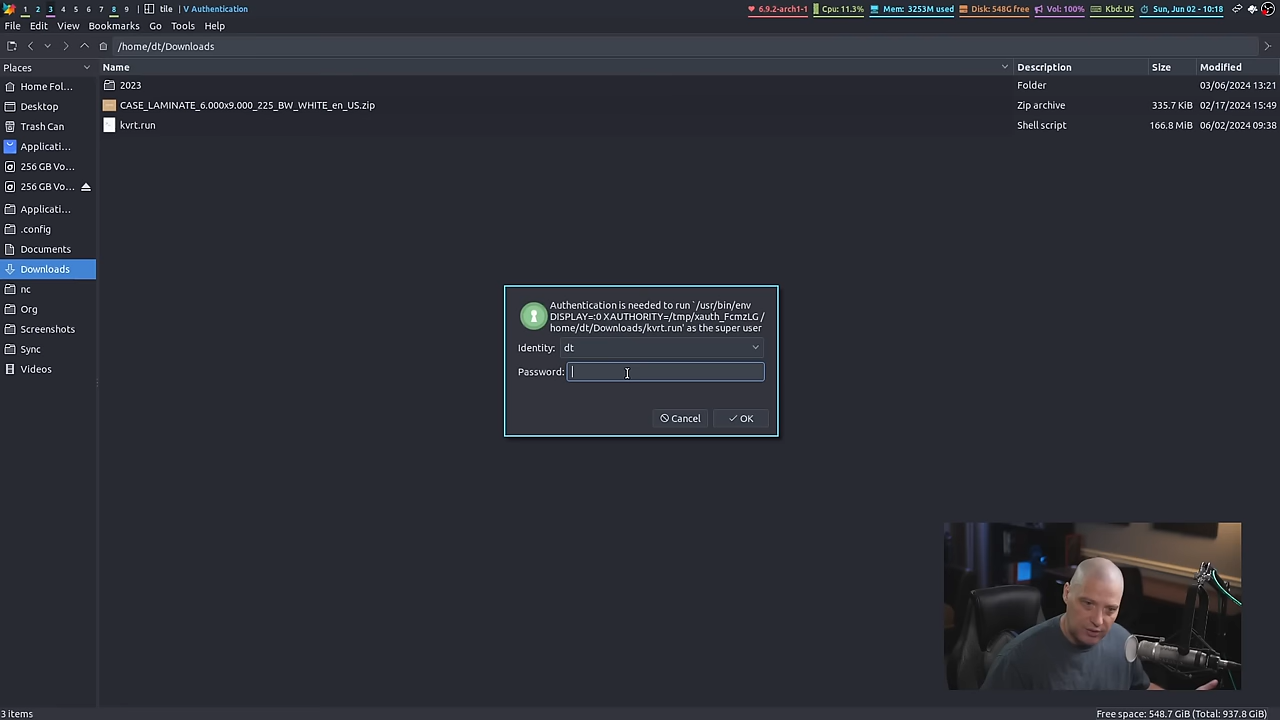 1 2 3 4 5 6 7 8 9 tile | V Authentication 6.9.2-arch1-1 Cpu: 11.3% Mem: 3253M used Disk: 548G free Vol: 100% Kbd: US Sun, Jun 02 - 10:18
File Edit View Bookmarks Go Tools Help
/home/dt/Downloads
Places Name Description Size Modified
Home Fol... 2023 Folder 03/06/2024 13:21
Desktop CASE_LAMINATE_6.000x9.000_225_BW_WHITE_en_US.zip Zip archive 335.7 KiB 02/17/2024 15:49
Trash Can kvrt.run Shell script 166.8 MiB 06/02/2024 09:38
Applicati...
256 GB Vo...
256 GB Vo...
Applicati...
.config
Documents
Downloads
nc
Org
Screenshots
Sync
Videos
Authentication is needed to run `/usr/bin/env
DISPLAY=:0 XAUTHORITY=/tmp/xauth_FcmzLG /
home/dt/Downloads/kvrt.run' as the super user
Identity: dt
Password:
Cancel OK
3 items Free space: 548.7 GiB (Total: 937.8 GiB)